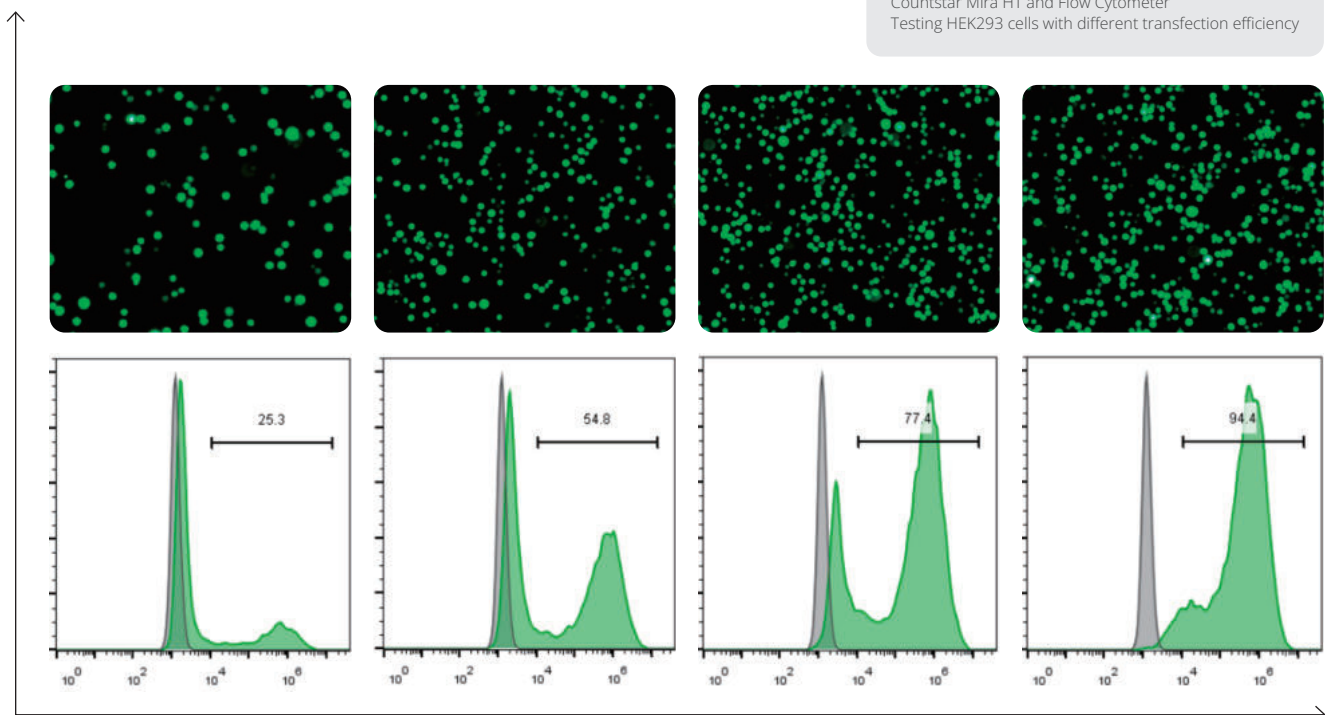 Countstar Mira HT and Flow Cytometer
Testing HEK293 cells with different transfection efficiency
25.3
54.8
77.4
94.4
10⁰ 10² 10⁴ 10⁶
10⁰ 10² 10⁴ 10⁶
10⁰ 10² 10⁴ 10⁶
10⁰ 10² 10⁴ 10⁶